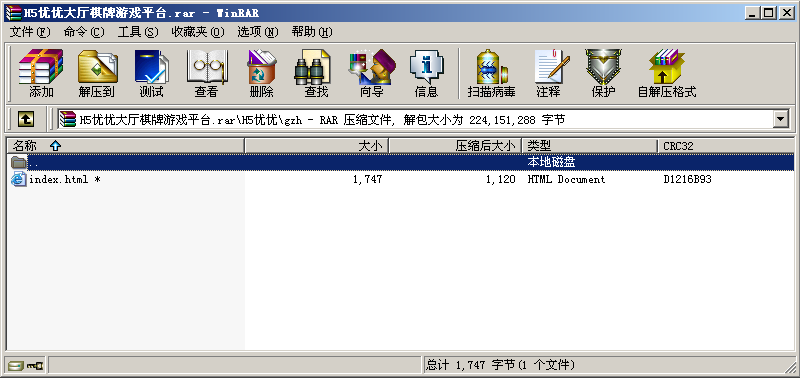 H5优优大厅棋牌游戏平台.rar - WinRAR
文件(F) 命令(C) 工具(S) 收藏夹(O) 选项(N) 帮助(H)
添加 解压到 测试 查看 删除 查找 向导 信息 扫描病毒 注释 保护 自解压格式
H5优优大厅棋牌游戏平台.rar\H5优优\gzh - RAR 压缩文件, 解包大小为 224,151,288 字节
名称 大小 压缩后大小 类型 CRC32
.. 本地磁盘
index.html * 1,747 1,120 HTML Document D1216B93
总计 1,747 字节(1 个文件)